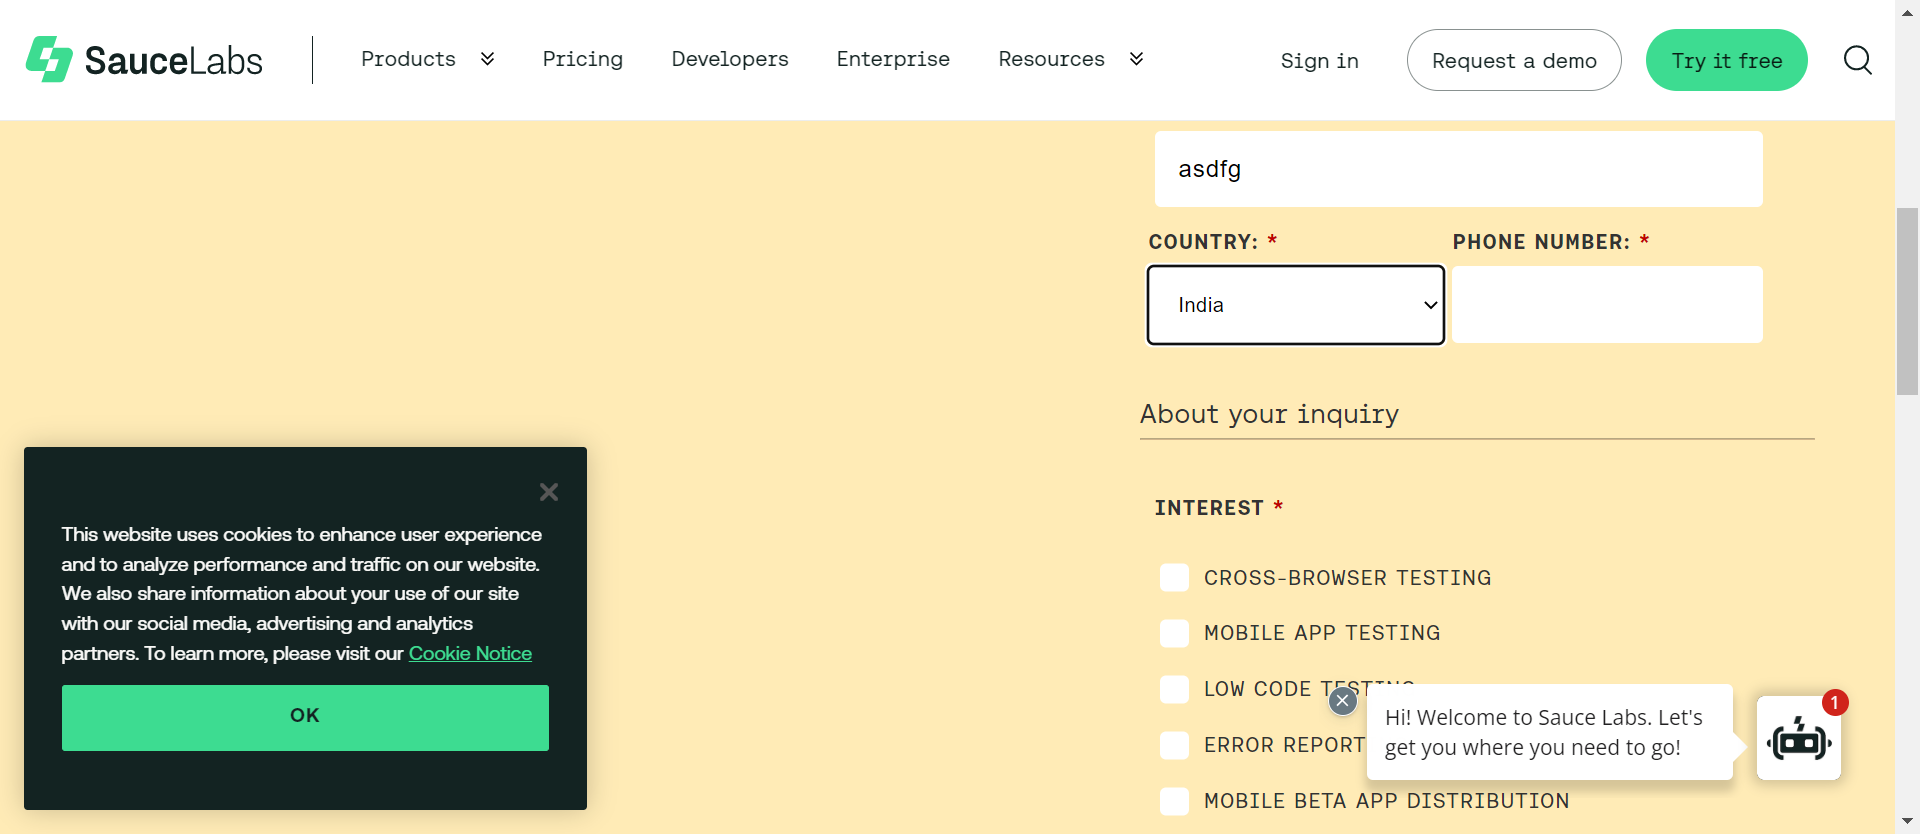 SauceLabs
Products
Pricing
Developers
Enterprise
Resources
Sign in
Request a demo
Try it free
asdfg
COUNTRY: *
PHONE NUMBER: *
India
About your inquiry
INTEREST *
CROSS-BROWSER TESTING
MOBILE APP TESTING
LOW CODE TESTING
ERROR REPORT
MOBILE BETA APP DISTRIBUTION
This website uses cookies to enhance user experience
and to analyze performance and traffic on our website.
We also share information about your use of our site
with our social media, advertising and analytics
partners. To learn more, please visit our Cookie Notice
OK
Hi! Welcome to Sauce Labs. Let's
get you where you need to go!
1